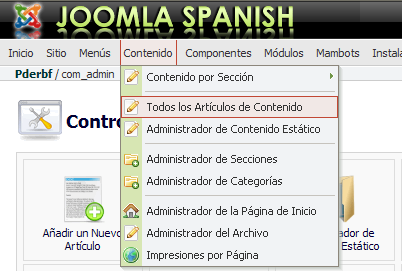 JOOMLA SPANISH
Inicio Sitio Menús Contenido Componentes Módulos Mambots Instala
Pderbf / com_admin
Contenido por Sección
Todos los Artículos de Contenido
Contro
Administrador de Contenido Estático
Administrador de Secciones
Administrador de Categorías
Administrador de la Página de Inicio
Añadir un Nuevo
Artículo
Administrador del Archivo
Impresiones por Página
ador de
Estático